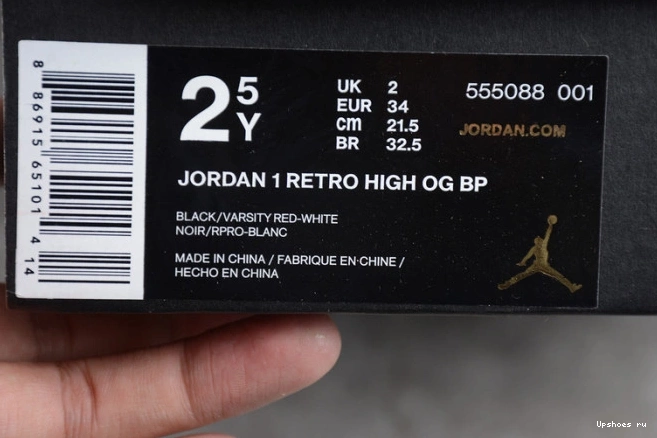 8 86915 65101 4 14
2 5 Y
UK 2
EUR 34
cm 21.5
BR 32.5
555088 001
JORDAN.COM
JORDAN 1 RETRO HIGH OG BP
BLACK/VARSITY RED-WHITE
NOIR/RPRO-BLANC
MADE IN CHINA / FABRIQUE EN·CHINE /
HECHO EN CHINA
Upshoes ru